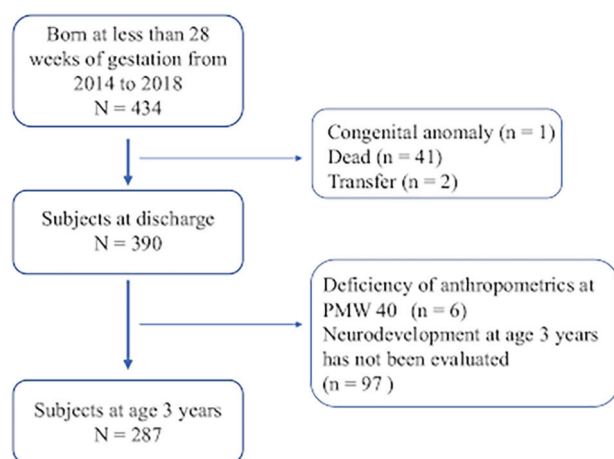 Born at less than 28
weeks of gestation from
2014 to 2018
N = 434
Congenital anomaly (n = 1)
Dead (n = 41)
Transfer (n = 2)
Subjects at discharge
N = 390
Deficiency of anthropometrics at
PMW 40 (n = 6)
Neurodevelopment at age 3 years
has not been evaluated
(n = 97 )
Subjects at age 3 years
N = 287